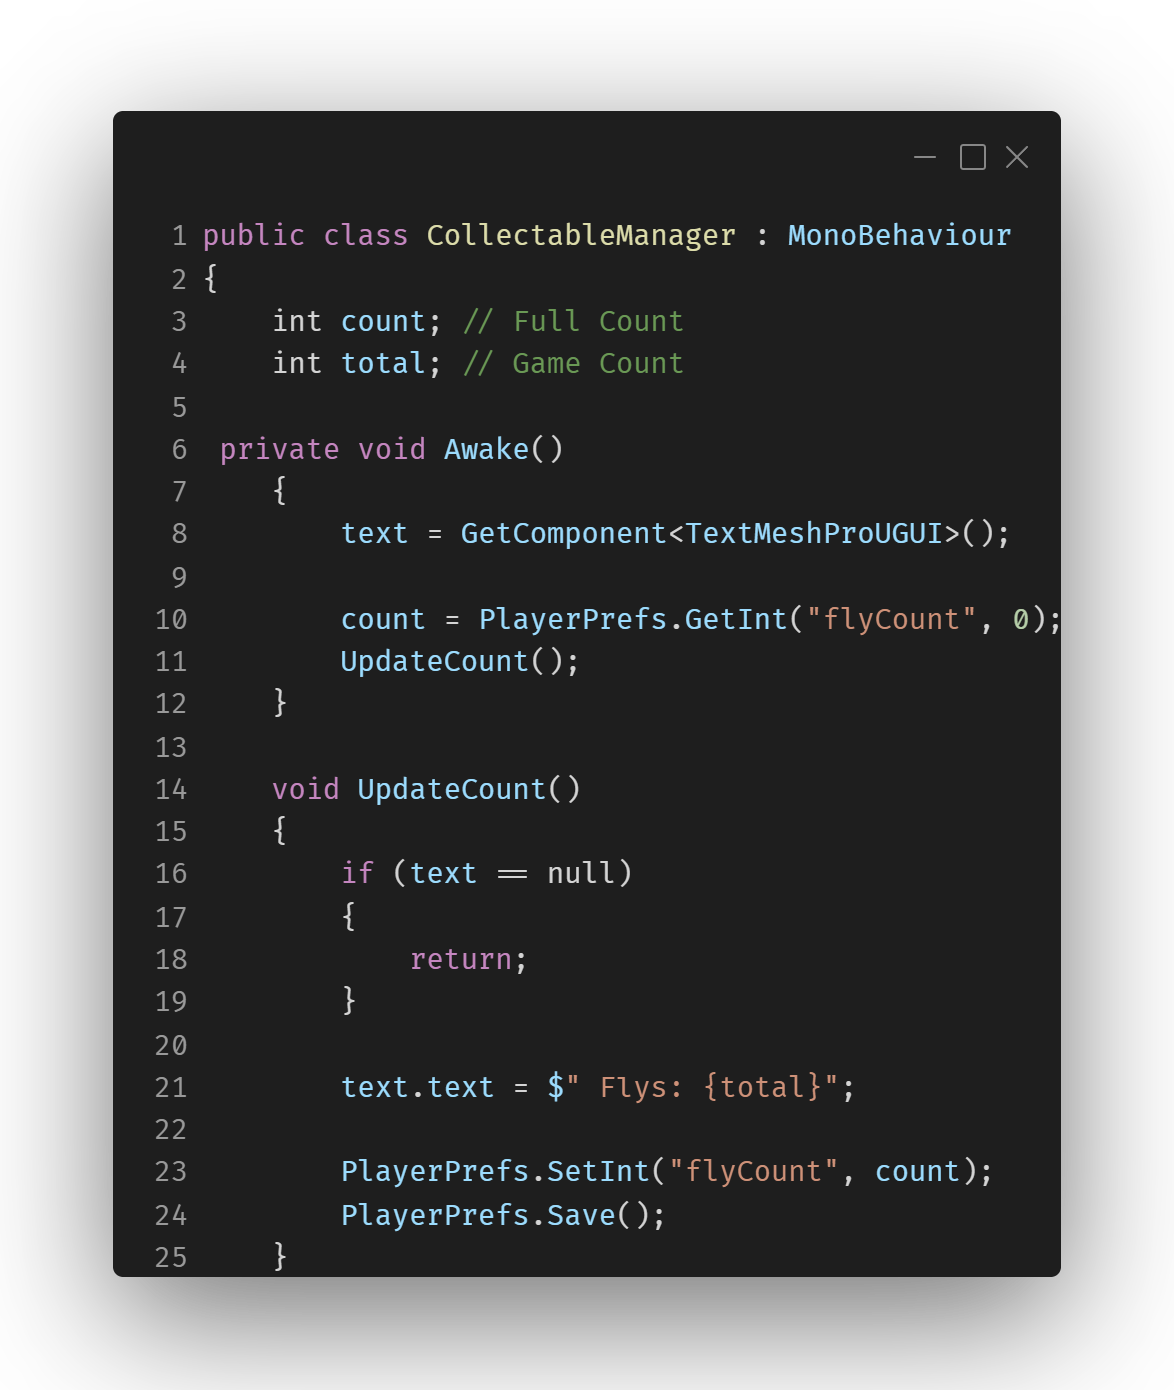 1 public class CollectableManager : MonoBehaviour
2 {
3     int count; // Full Count
4     int total; // Game Count
5
6  private void Awake()
7     {
8         text = GetComponent<TextMeshProUGUI>();
9
10         count = PlayerPrefs.GetInt("flyCount", 0);
11         UpdateCount();
12     }
13
14     void UpdateCount()
15     {
16         if (text == null)
17         {
18             return;
19         }
20
21         text.text = $" Flys: {total}";
22
23         PlayerPrefs.SetInt("flyCount", count);
24         PlayerPrefs.Save();
25     }